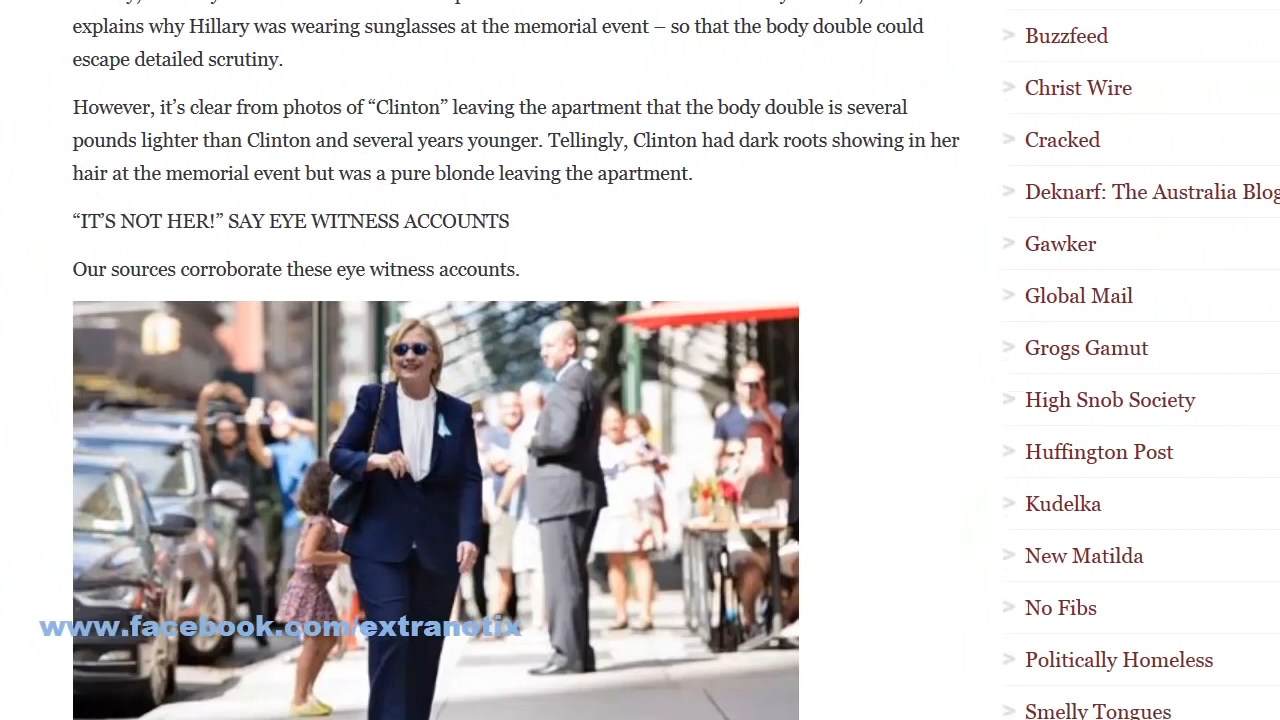 explains why Hillary was wearing sunglasses at the memorial event – so that the body double could
escape detailed scrutiny.
However, it’s clear from photos of “Clinton” leaving the apartment that the body double is several
pounds lighter than Clinton and several years younger. Tellingly, Clinton had dark roots showing in her
hair at the memorial event but was a pure blonde leaving the apartment.
“IT’S NOT HER!” SAY EYE WITNESS ACCOUNTS
Our sources corroborate these eye witness accounts.
www.facebook.com/extranotix
> Buzzfeed
> Christ Wire
> Cracked
> Deknarf: The Australia Blog
> Gawker
> Global Mail
> Grogs Gamut
> High Snob Society
> Huffington Post
> Kudelka
> New Matilda
> No Fibs
> Politically Homeless
> Smelly Tongues